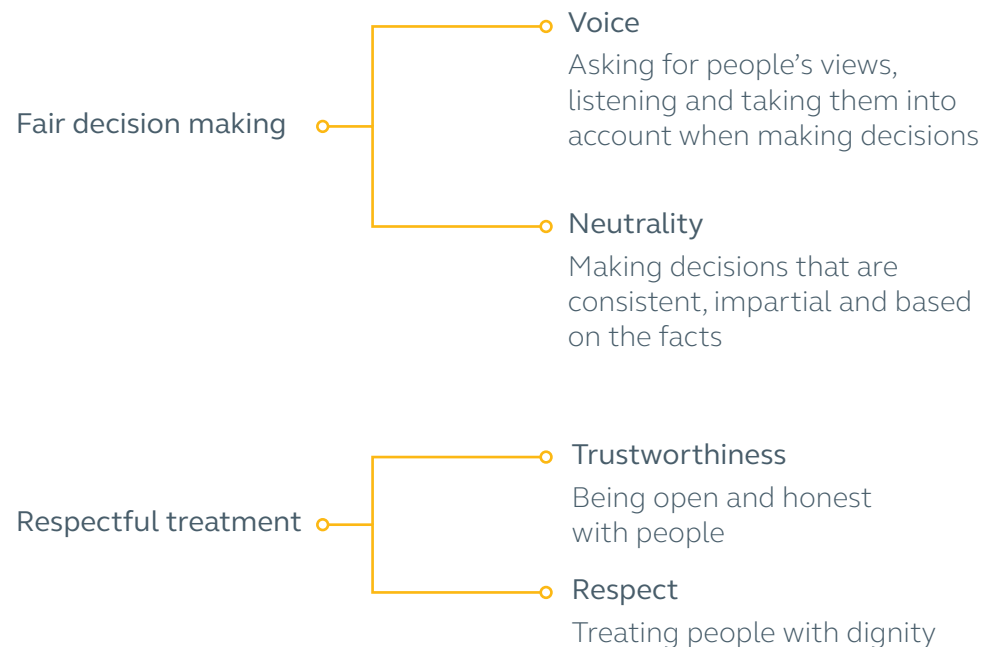 Fair decision making
Voice
Asking for people’s views,
listening and taking them into
account when making decisions
Neutrality
Making decisions that are
consistent, impartial and based
on the facts
Respectful treatment
Trustworthiness
Being open and honest
with people
Respect
Treating people with dignity